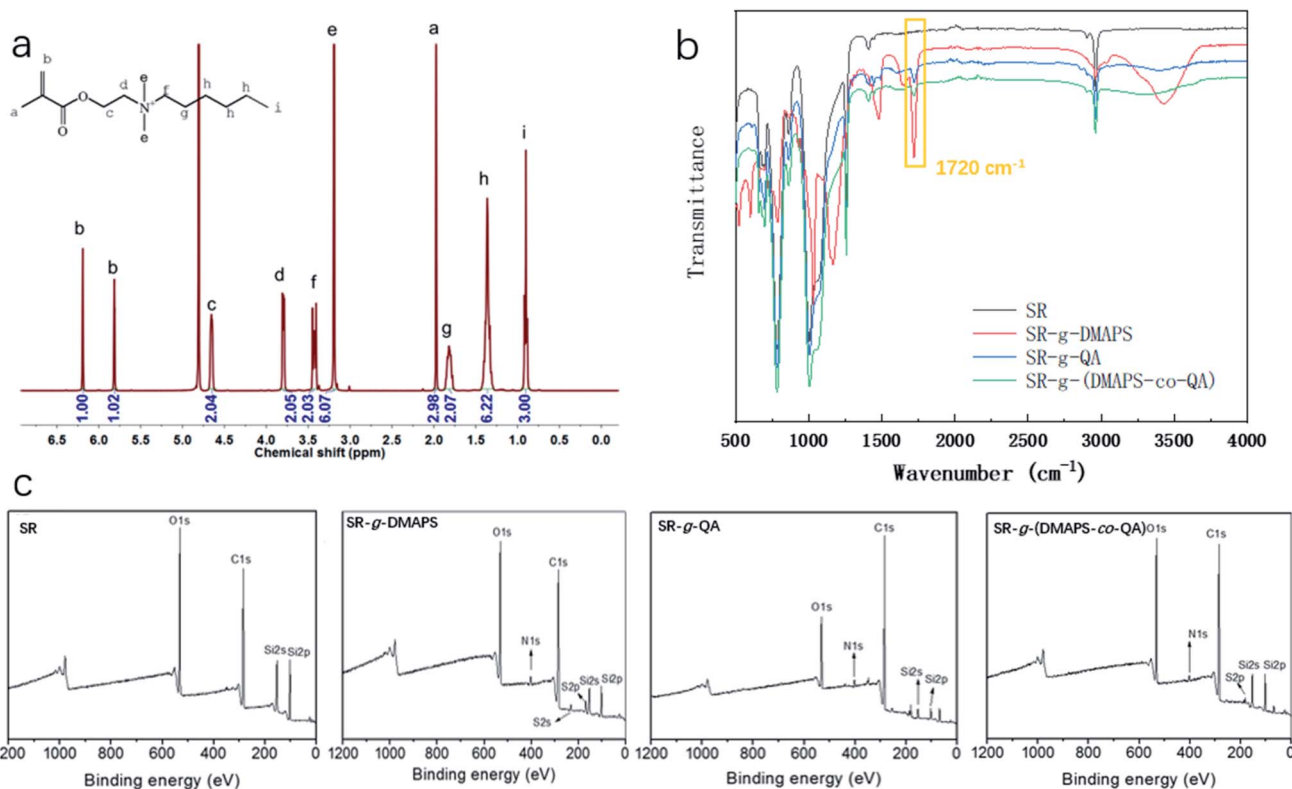 a
b
a
O
O
c
d
e
N+
e
f
g
h
h
h
i
b
b
c
d
f
e
a
g
h
i
1.00
1.02
2.04
2.05
2.03
6.07
2.98
2.07
6.22
3.00
6.5 6.0 5.5 5.0 4.5 4.0 3.5 3.0 2.5 2.0 1.5 1.0 0.5 0.0
Chemical shift (ppm)
b
Transmittance
1720 cm⁻¹
SR
SR-g-DMAPS
SR-g-QA
SR-g-(DMAPS-co-QA)
500 1000 1500 2000 2500 3000 3500 4000
Wavenumber (cm⁻¹)
c
SR
O1s
C1s
Si2s
Si2p
1200 1000 800 600 400 200 0
Binding energy (eV)
SR-g-DMAPS
O1s
N1s
C1s
S2p
S2s
Si2s
Si2p
1200 1000 800 600 400 200 0
Binding energy (eV)
SR-g-QA
O1s
N1s
C1s
Si2s
Si2p
1200 1000 800 600 400 200 0
Binding energy (eV)
SR-g-(DMAPS-co-QA)
O1s
N1s
C1s
S2p
Si2s
Si2p
1200 1000 800 600 400 200 0
Binding energy (eV)